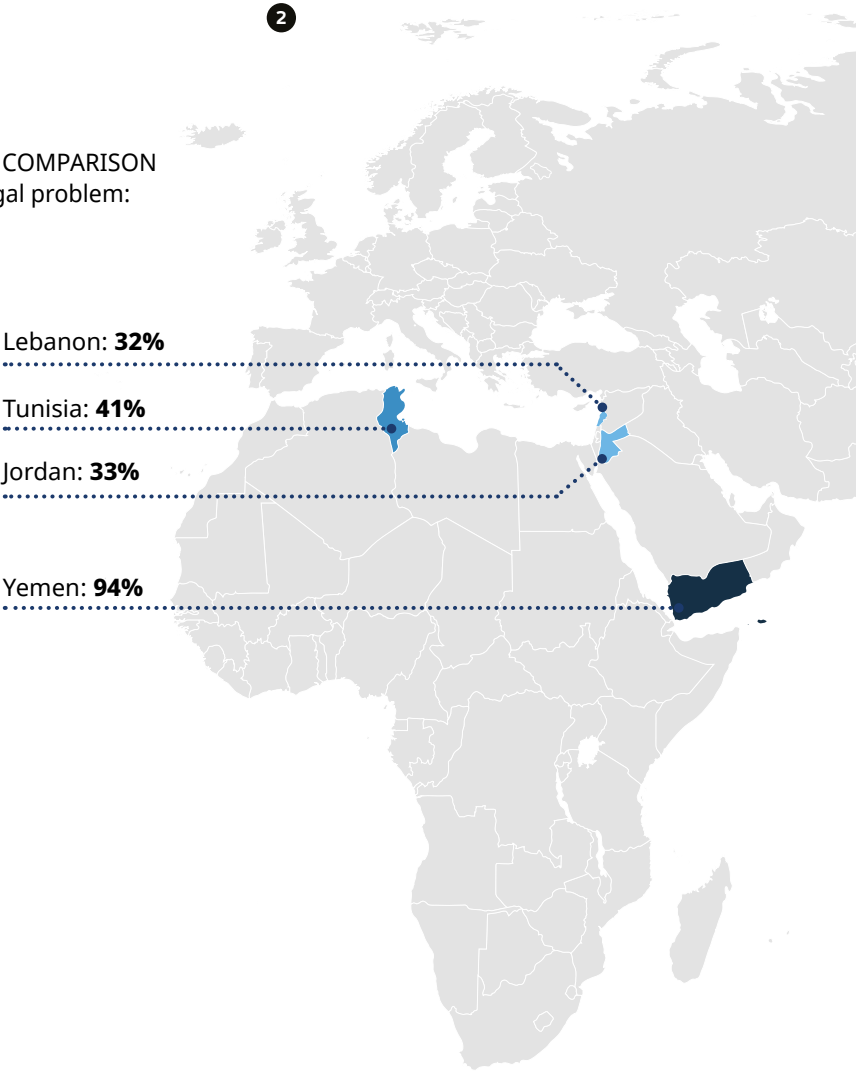 2
COMPARISON
gal problem:
Lebanon: 32%
Tunisia: 41%
Jordan: 33%
Yemen: 94%